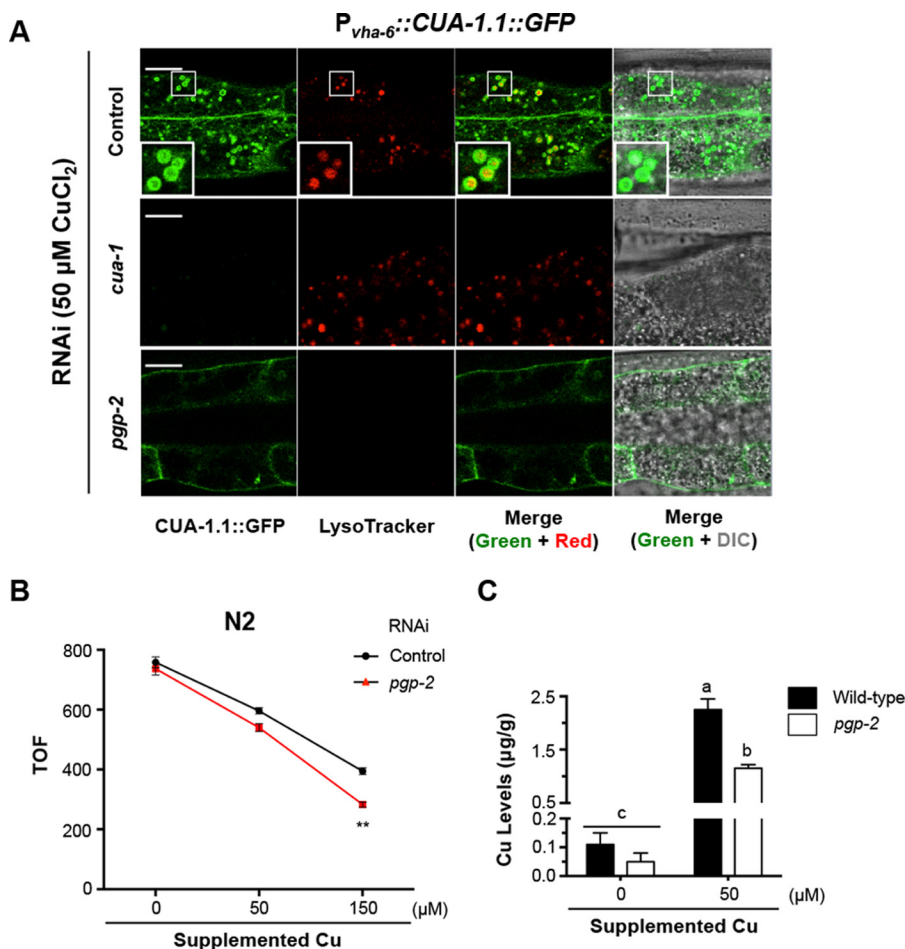 A
Pvha-6::CUA-1.1::GFP
RNAi (50 µM CuCl2)
Control
cua-1
pgp-2
CUA-1.1::GFP
LysoTracker
Merge
(Green + Red)
Merge
(Green + DIC)
B
N2
RNAi
Control
pgp-2
TOF
800
600
400
200
0
**
0
50
150
(µM)
Supplemented Cu
C
Wild-type
pgp-2
Cu Levels (µg/g)
2.5
1.5
0.5
0.2
0.1
0.0
a
b
c
0
50
(µM)
Supplemented Cu